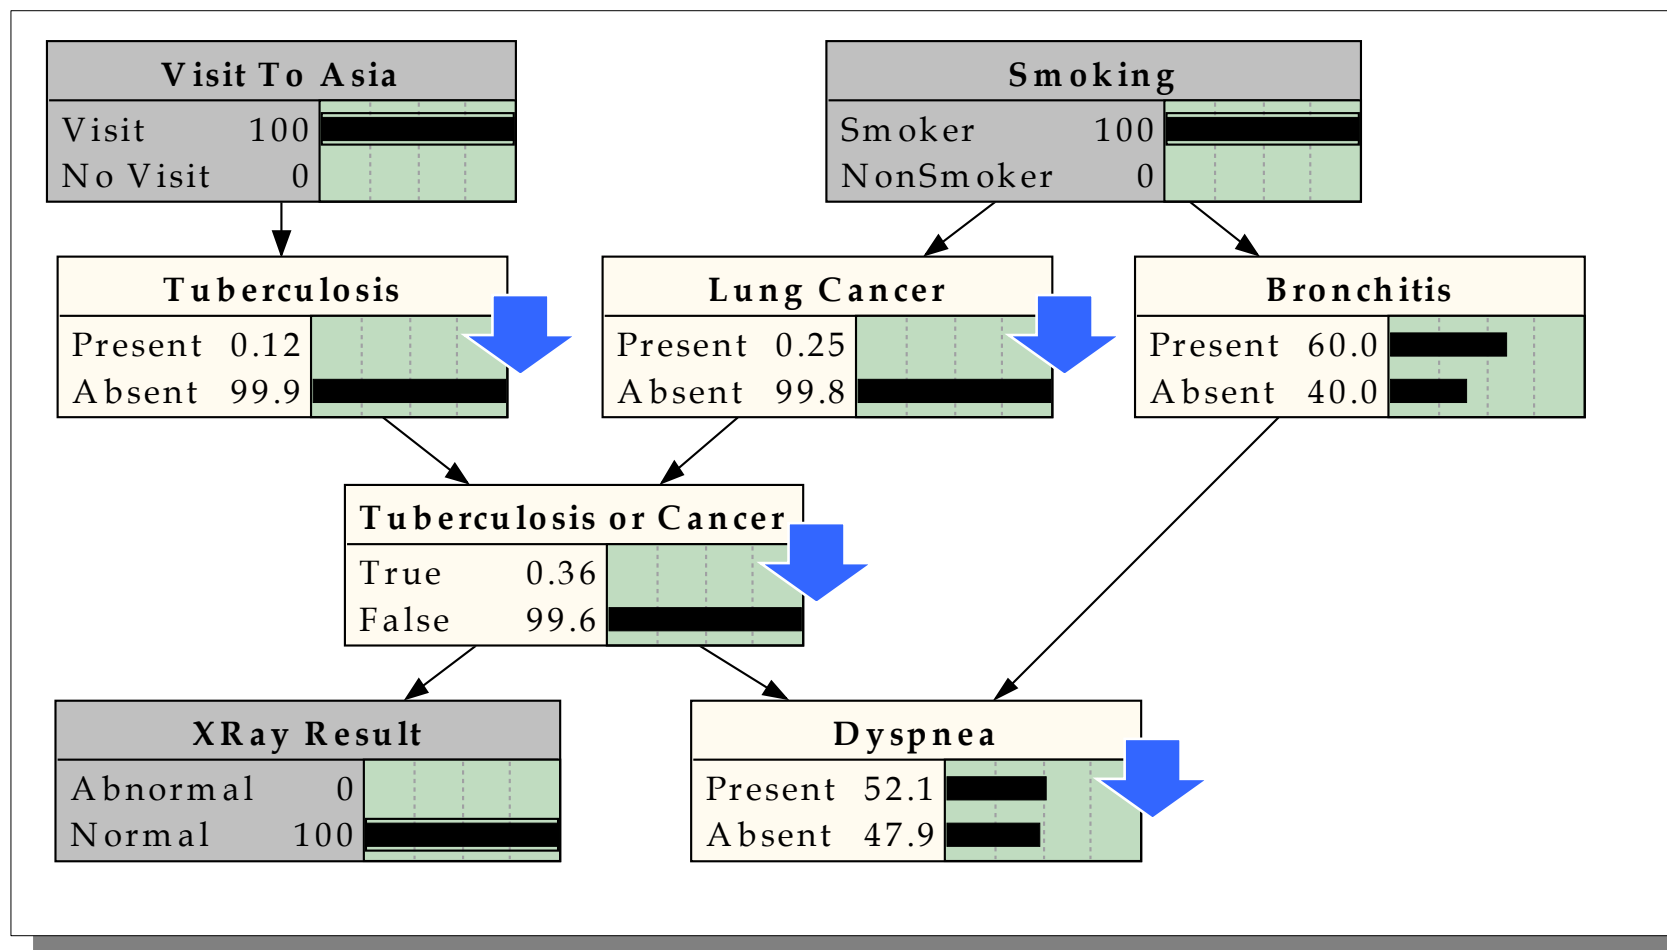 Visit To Asia
Visit 100
No Visit 0
Smoking
Smoker 100
NonSmoker 0
Tuberculosis
Present 0.12
Absent 99.9
Lung Cancer
Present 0.25
Absent 99.8
Bronchitis
Present 60.0
Absent 40.0
Tuberculosis or Cancer
True 0.36
False 99.6
XRay Result
Abnormal 0
Normal 100
Dyspnea
Present 52.1
Absent 47.9